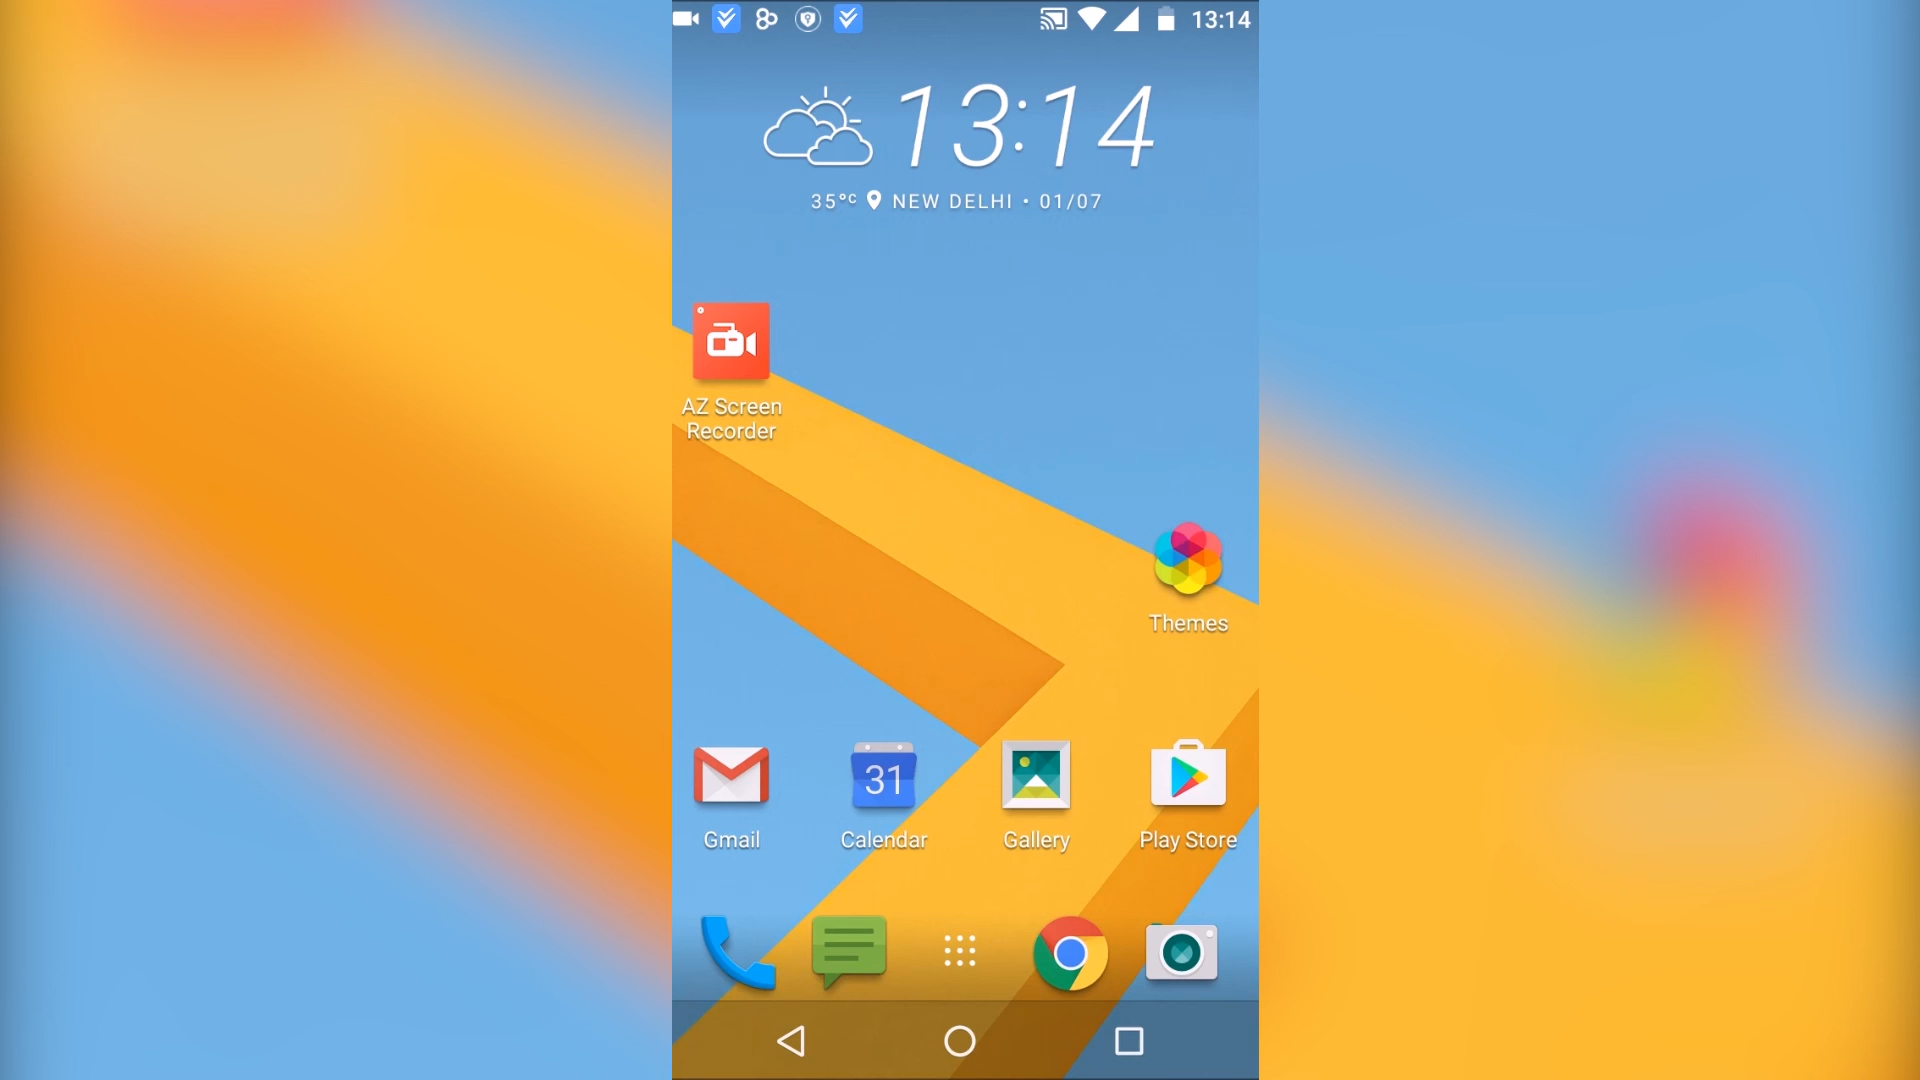 13:14
13:14
35°C NEW DELHI • 01/07
AZ Screen
Recorder
Themes
31
Gmail
Calendar
Gallery
Play Store